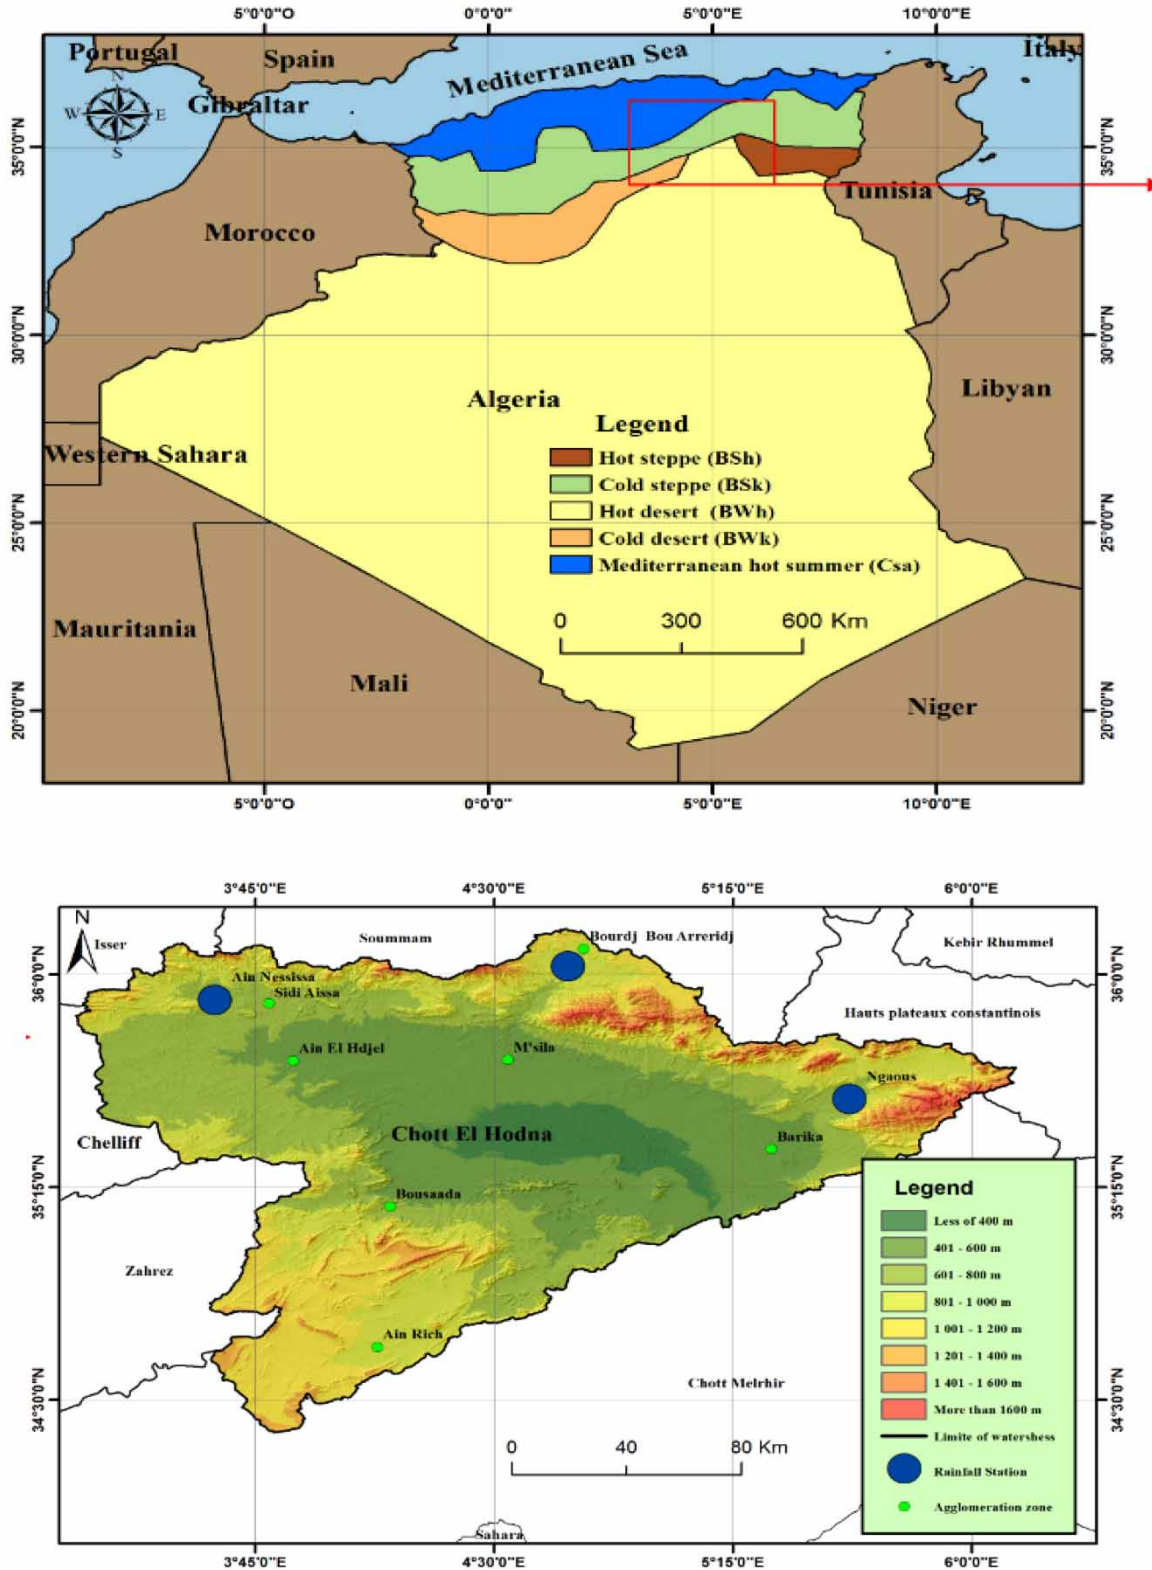 5°0'0"O 0°0'0" 5°0'0"E 10°0'0"E
Portugal
Spain
Mediterranean Sea
Italy
N
W E
S
Gibraltar
35°0'0"N
35°0'0"N
Tunisia
Morocco
30°0'0"N
30°0'0"N
Algeria
Libyan
Legend
Hot steppe (BSh)
Cold steppe (BSk)
Hot desert (BWh)
Cold desert (BWk)
Mediterranean hot summer (Csa)
Western Sahara
25°0'0"N
25°0'0"N
0 300 600 Km
Mauritania
Mali
Niger
20°0'0"N
20°0'0"N
5°0'0"O 0°0'0" 5°0'0"E 10°0'0"E
3°45'0"E 4°30'0"E 5°15'0"E 6°0'0"E
N
Isser
Soummam
Bourdj Bou Arreridj
Kebir Rhummel
36°0'0"N
36°0'0"N
Ain Nessissa
Sidi Aissa
Hauts plateaux constantinois
Ain El Hdjel
M'sila
Ngaous
Chelliff
Chott El Hodna
Barika
35°15'0"N
35°15'0"N
Bousaada
Zahrez
Ain Rich
Chott Melrhir
34°30'0"N
34°30'0"N
Legend
Less of 400 m
401 - 600 m
601 - 800 m
801 - 1 000 m
1 001 - 1 200 m
1 201 - 1 400 m
1 401 - 1 600 m
More than 1600 m
Limite of watershess
Rainfall Station
Agglomeration zone
0 40 80 Km
Sahara
3°45'0"E 4°30'0"E 5°15'0"E 6°0'0"E